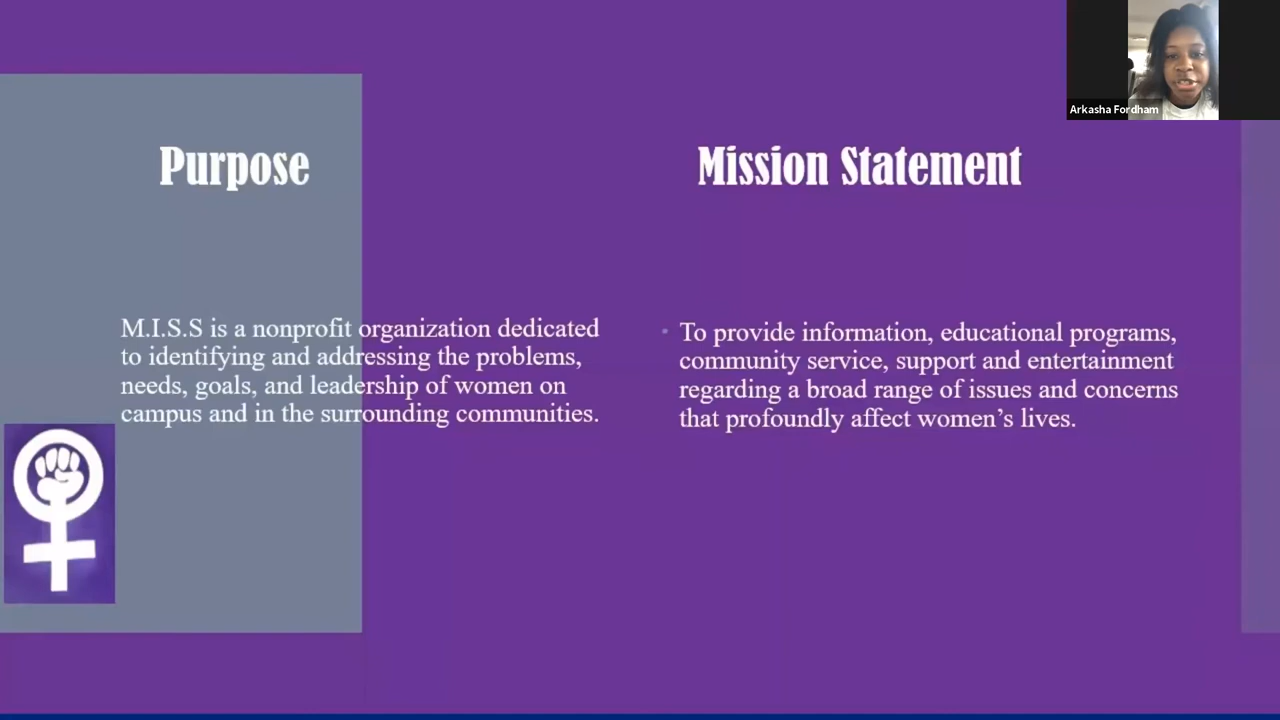 Arkasha Fordham
Purpose
M.I.S.S is a nonprofit organization dedicated
to identifying and addressing the problems,
needs, goals, and leadership of women on
campus and in the surrounding communities.
Mission Statement
• To provide information, educational programs,
community service, support and entertainment
regarding a broad range of issues and concerns
that profoundly affect women’s lives.